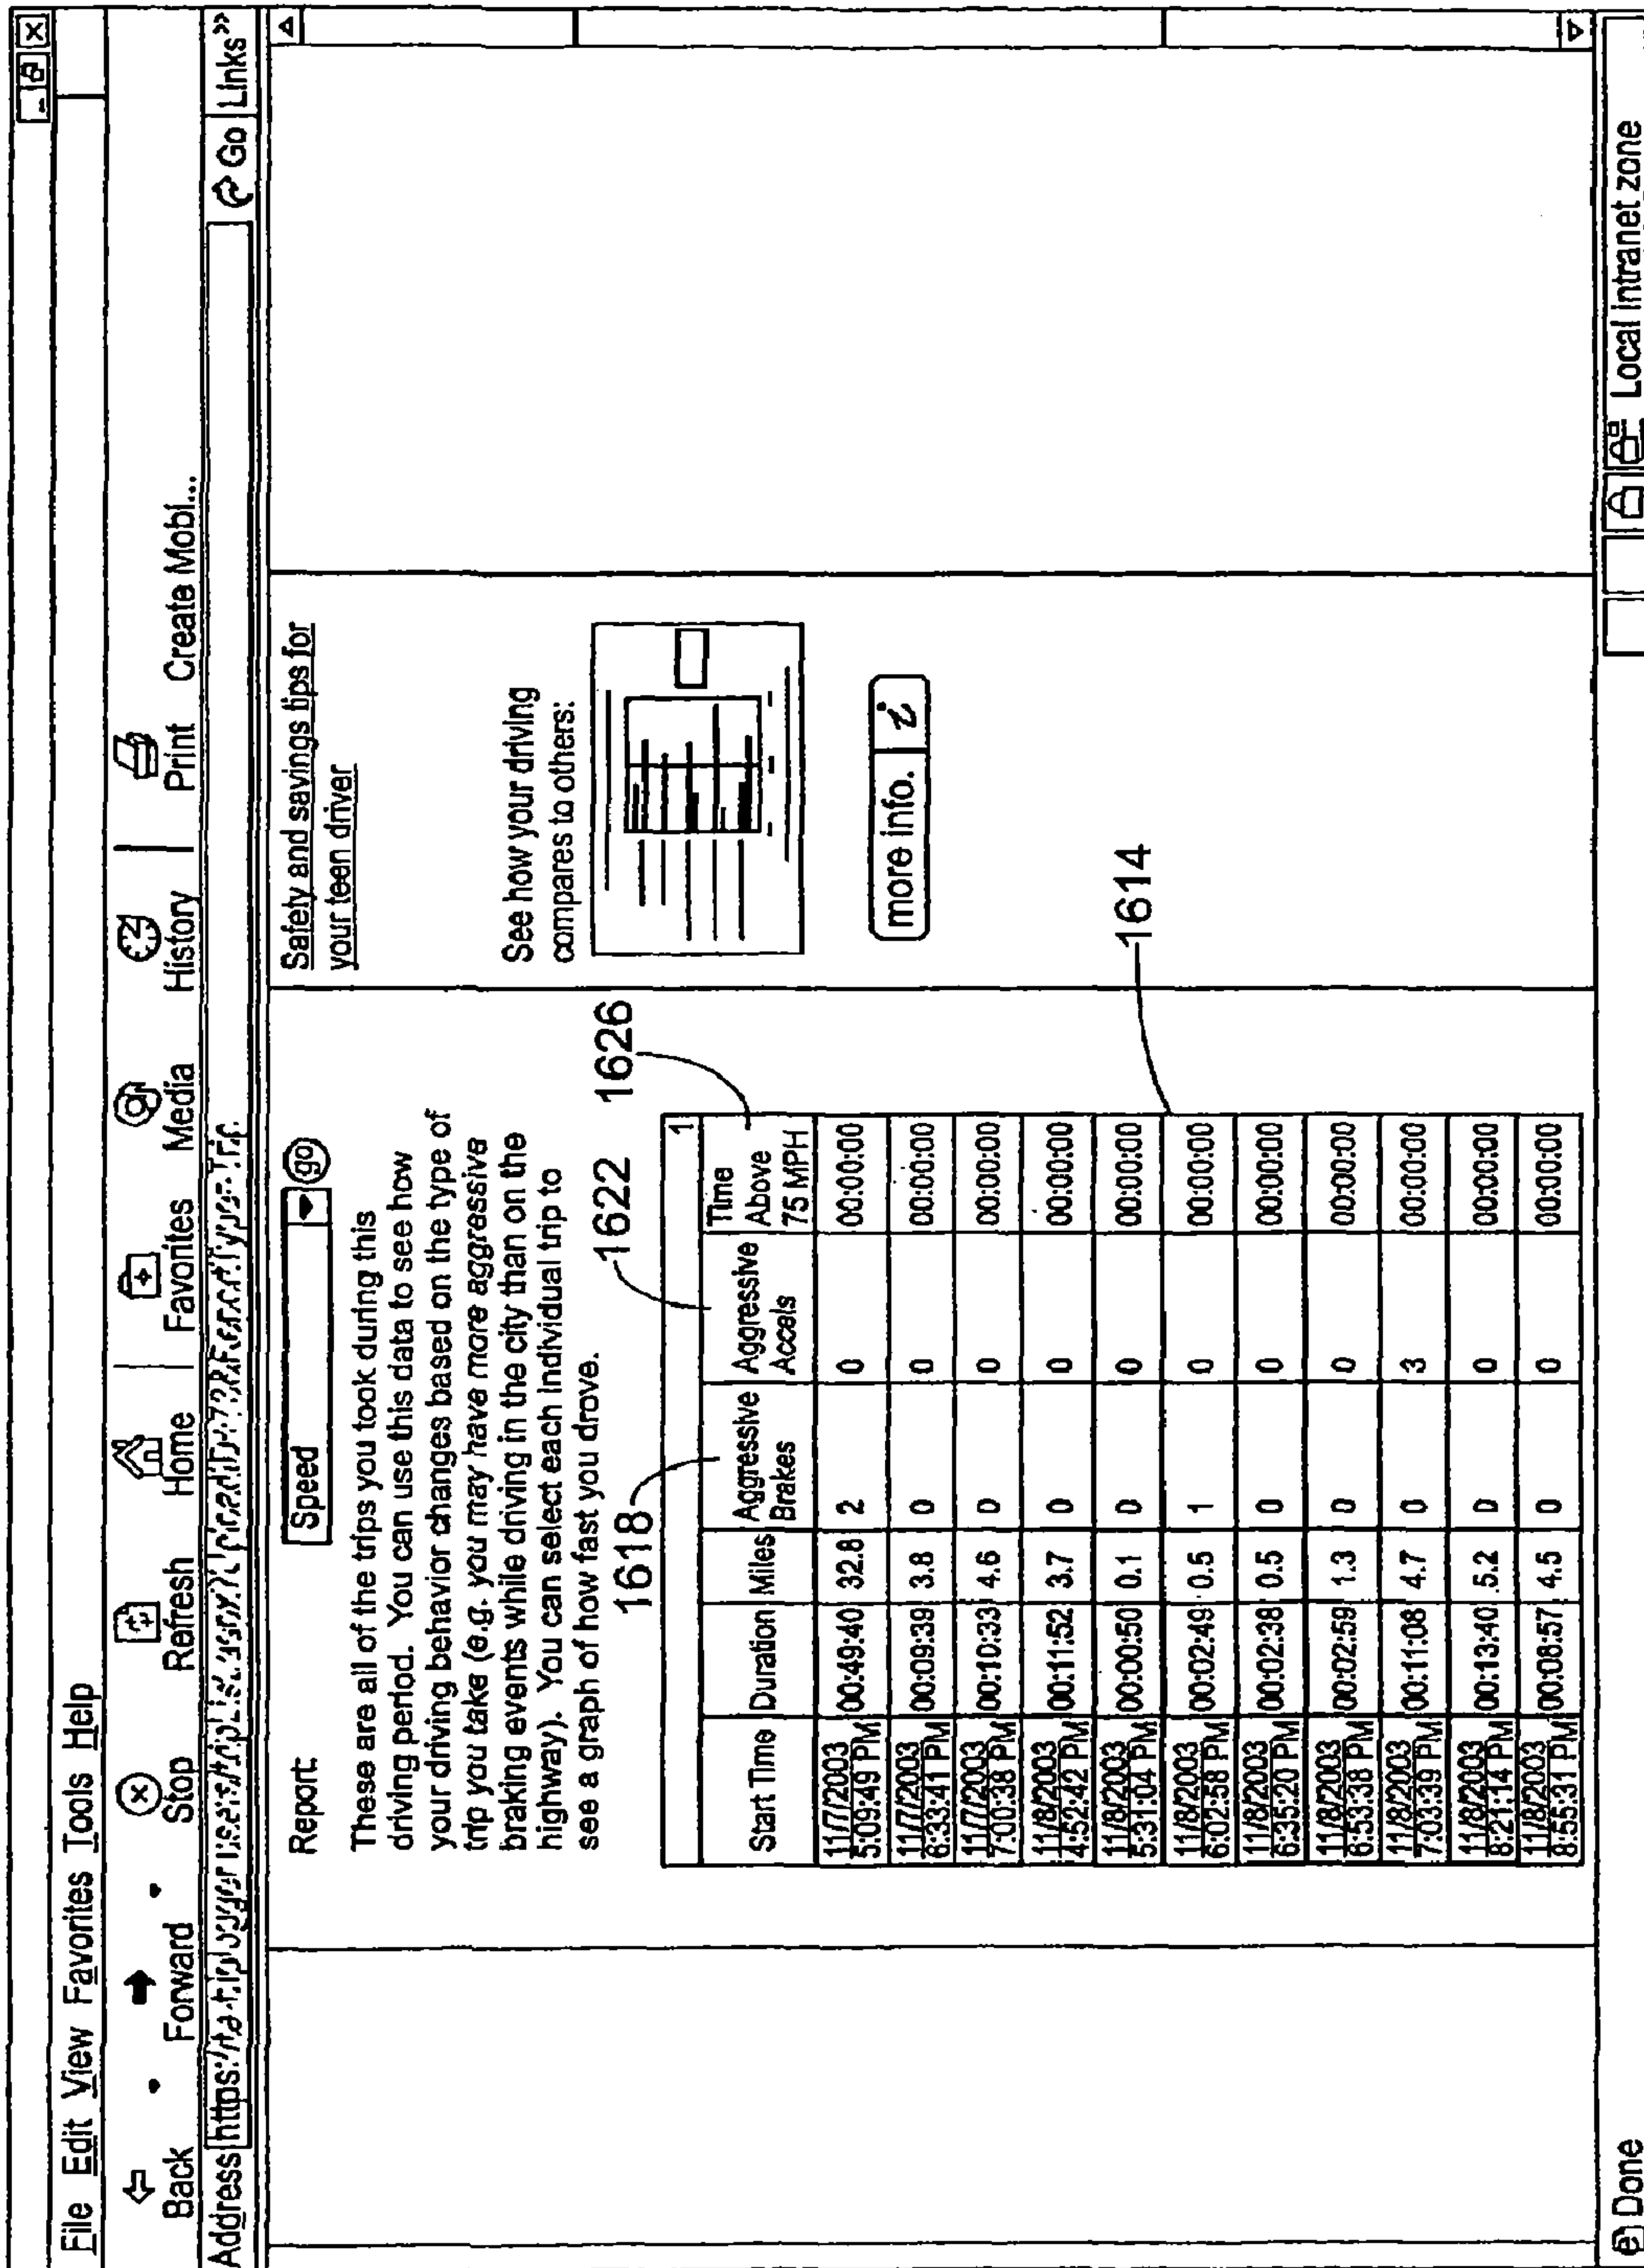 File Edit View Favorites Tools Help
Back Forward Stop Refresh Home Favorites Media History Print Create Mobi...
Address https: Go Links »
Report: Speed go
These are all of the trips you took during this
driving period. You can use this data to see how
your driving behavior changes based on the type of
trip you take (e.g. you may have more aggressive
braking events while driving in the city than on the
highway). You can select each individual trip to
see a graph of how fast you drove.
1618 1622 1626
1
Start Time Duration Miles Aggressive Brakes Aggressive Accels Time Above 75 MPH
11/7/2003 5:09:49 PM 00:49:40 32.8 2 0 00:00:00
11/7/2003 6:33:41 PM 00:09:39 3.8 0 0 00:00:00
11/7/2003 7:00:38 PM 00:10:33 4.6 0 0 00:00:00
11/8/2003 4:52:42 PM 00:11:52 3.7 0 0 00:00:00
11/8/2003 5:31:04 PM 00:00:50 0.1 0 0 00:00:00
11/8/2003 6:02:58 PM 00:02:49 0.5 1 0 00:00:00
11/8/2003 6:35:20 PM 00:02:38 0.5 0 0 00:00:00
11/8/2003 6:53:38 PM 00:02:59 1.3 0 0 00:00:00
11/8/2003 7:03:39 PM 00:11:08 4.7 0 3 00:00:00
11/8/2003 8:21:14 PM 00:13:40 5.2 0 0 00:00:00
11/8/2003 8:55:31 PM 00:08:57 4.5 0 0 00:00:00
1614
Safety and savings tips for
your teen driver
See how your driving
compares to others:
more info. i
Done Local intranet zone